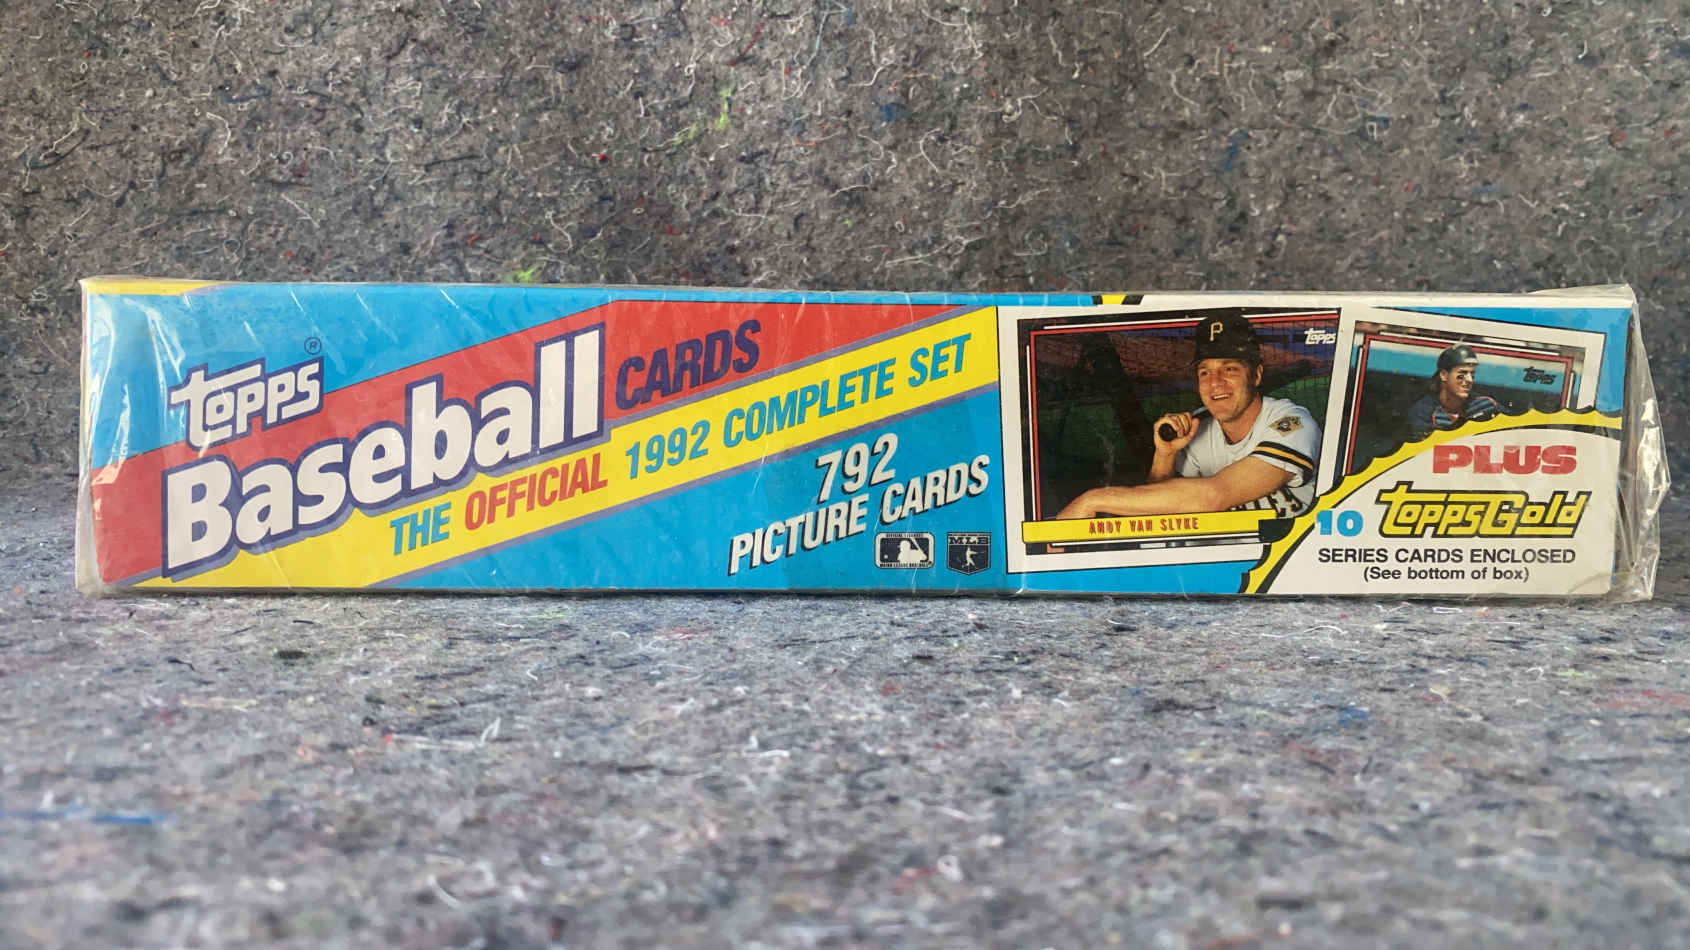 Topps®
Baseball CARDS
THE OFFICIAL 1992 COMPLETE SET
792
PICTURE CARDS
MLB
P
Topps
ANDY VAN SLYKE
Topps
PLUS
10 Topps Gold
SERIES CARDS ENCLOSED
(See bottom of box)